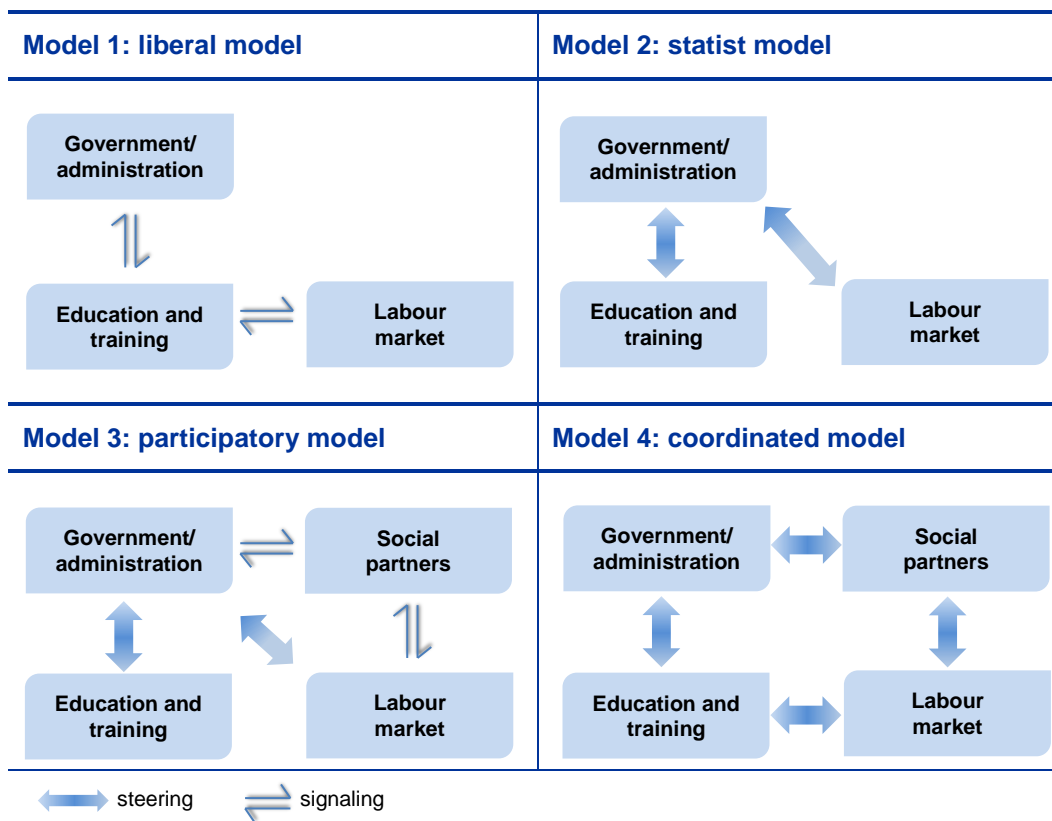 Model 1: liberal model
Model 2: statist model
Government/
administration
Education and
training
Labour
market
Government/
administration
Education and
training
Labour
market
Model 3: participatory model
Model 4: coordinated model
Government/
administration
Social
partners
Education and
training
Labour
market
Government/
administration
Social
partners
Education and
training
Labour
market
steering
signaling